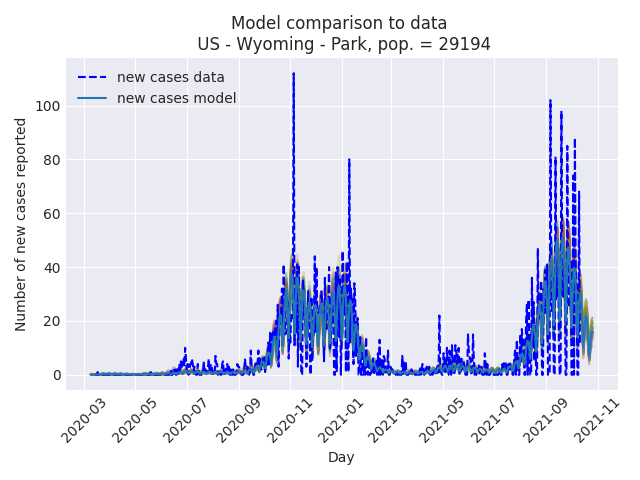 Model comparison to data
US - Wyoming - Park, pop. = 29194
new cases data
new cases model
Number of new cases reported
100
80
60
40
20
0
2020-03
2020-05
2020-07
2020-09
2020-11
2021-01
2021-03
2021-05
2021-07
2021-09
2021-11
Day